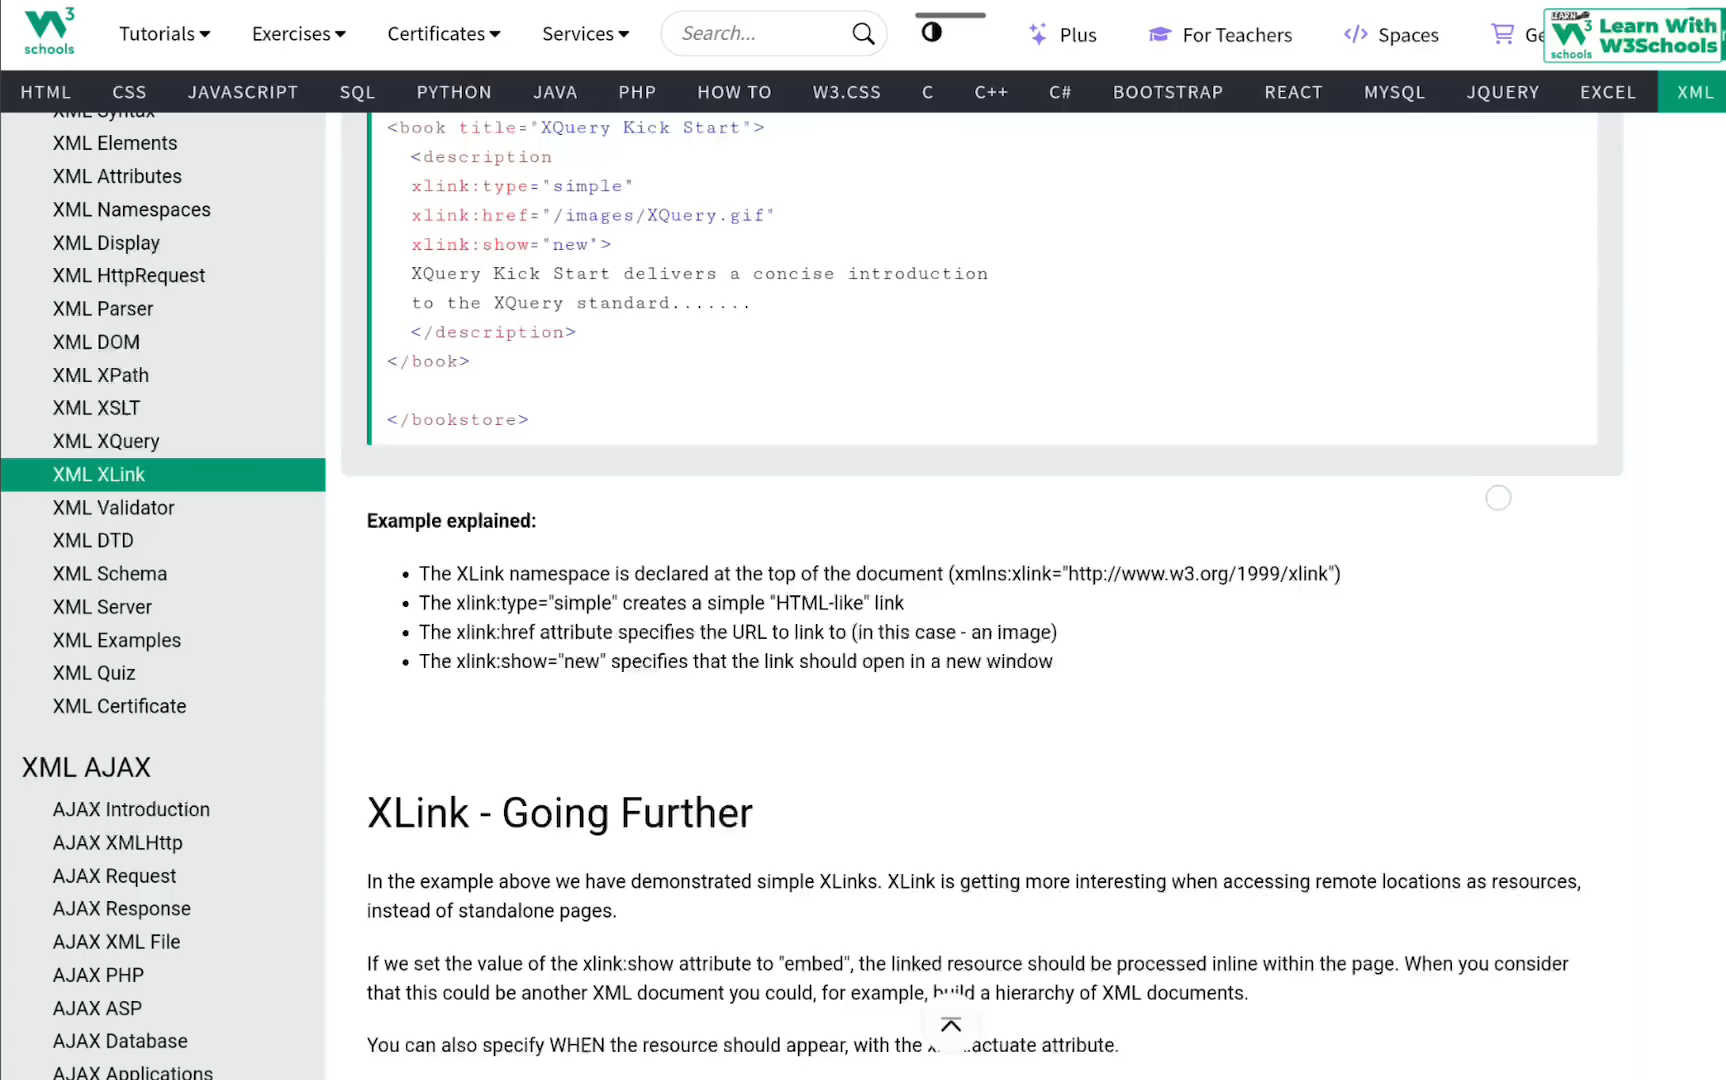 W3
schools
Tutorials
Exercises
Certificates
Services
Search...
Plus
For Teachers
Spaces
LEARN
W3
schools
Learn With
W3Schools
HTML
CSS
JAVASCRIPT
SQL
PYTHON
JAVA
PHP
HOW TO
W3.CSS
C
C++
C#
BOOTSTRAP
REACT
MYSQL
JQUERY
EXCEL
XML
XML Syntax
XML Elements
XML Attributes
XML Namespaces
XML Display
XML HttpRequest
XML Parser
XML DOM
XML XPath
XML XSLT
XML XQuery
XML XLink
XML Validator
XML DTD
XML Schema
XML Server
XML Examples
XML Quiz
XML Certificate
XML AJAX
AJAX Introduction
AJAX XMLHttp
AJAX Request
AJAX Response
AJAX XML File
AJAX PHP
AJAX ASP
AJAX Database
AJAX Applications
<book title="XQuery Kick Start">
<description
xlink:type="simple"
xlink:href="/images/XQuery.gif"
xlink:show="new">
XQuery Kick Start delivers a concise introduction
to the XQuery standard.......
</description>
</book>
</bookstore>
Example explained:
• The XLink namespace is declared at the top of the document (xmlns:xlink="http://www.w3.org/1999/xlink")
• The xlink:type="simple" creates a simple "HTML-like" link
• The xlink:href attribute specifies the URL to link to (in this case - an image)
• The xlink:show="new" specifies that the link should open in a new window
XLink - Going Further
In the example above we have demonstrated simple XLinks. XLink is getting more interesting when accessing remote locations as resources,
instead of standalone pages.
If we set the value of the xlink:show attribute to "embed", the linked resource should be processed inline within the page. When you consider
that this could be another XML document you could, for example, build a hierarchy of XML documents.
You can also specify WHEN the resource should appear, with the actuate attribute.